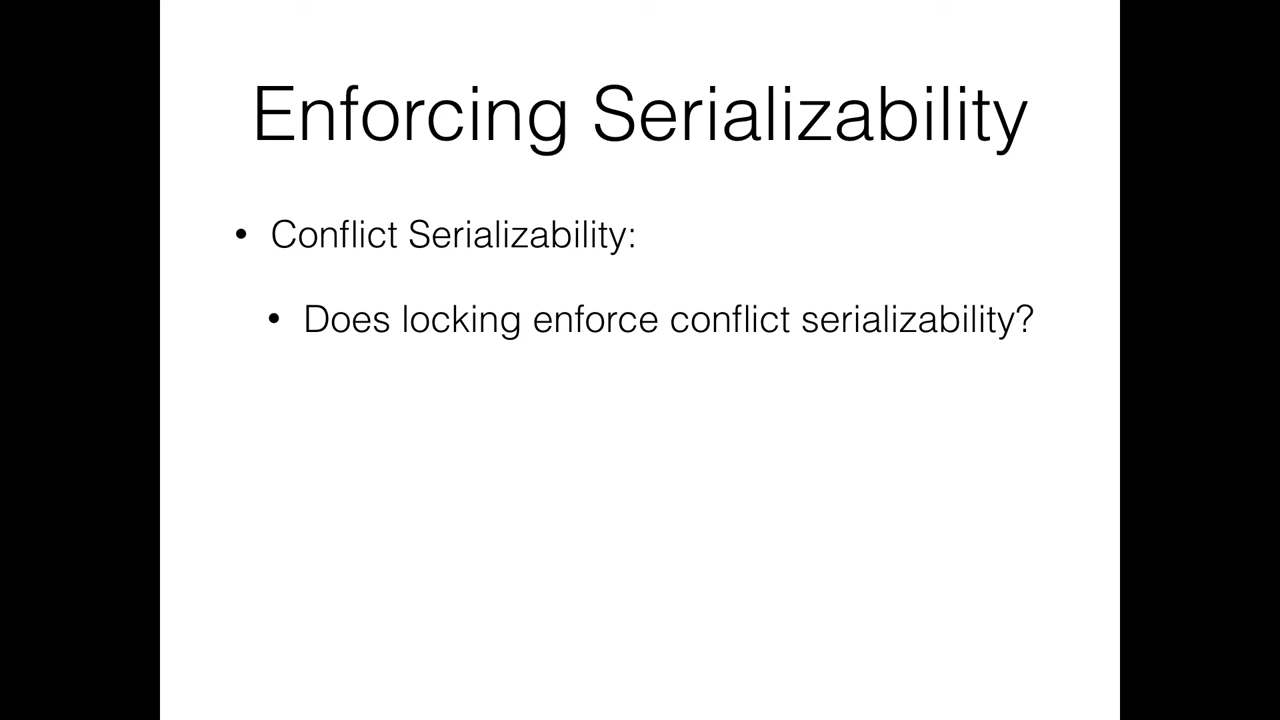 Enforcing Serializability
• Conflict Serializability:
• Does locking enforce conflict serializability?